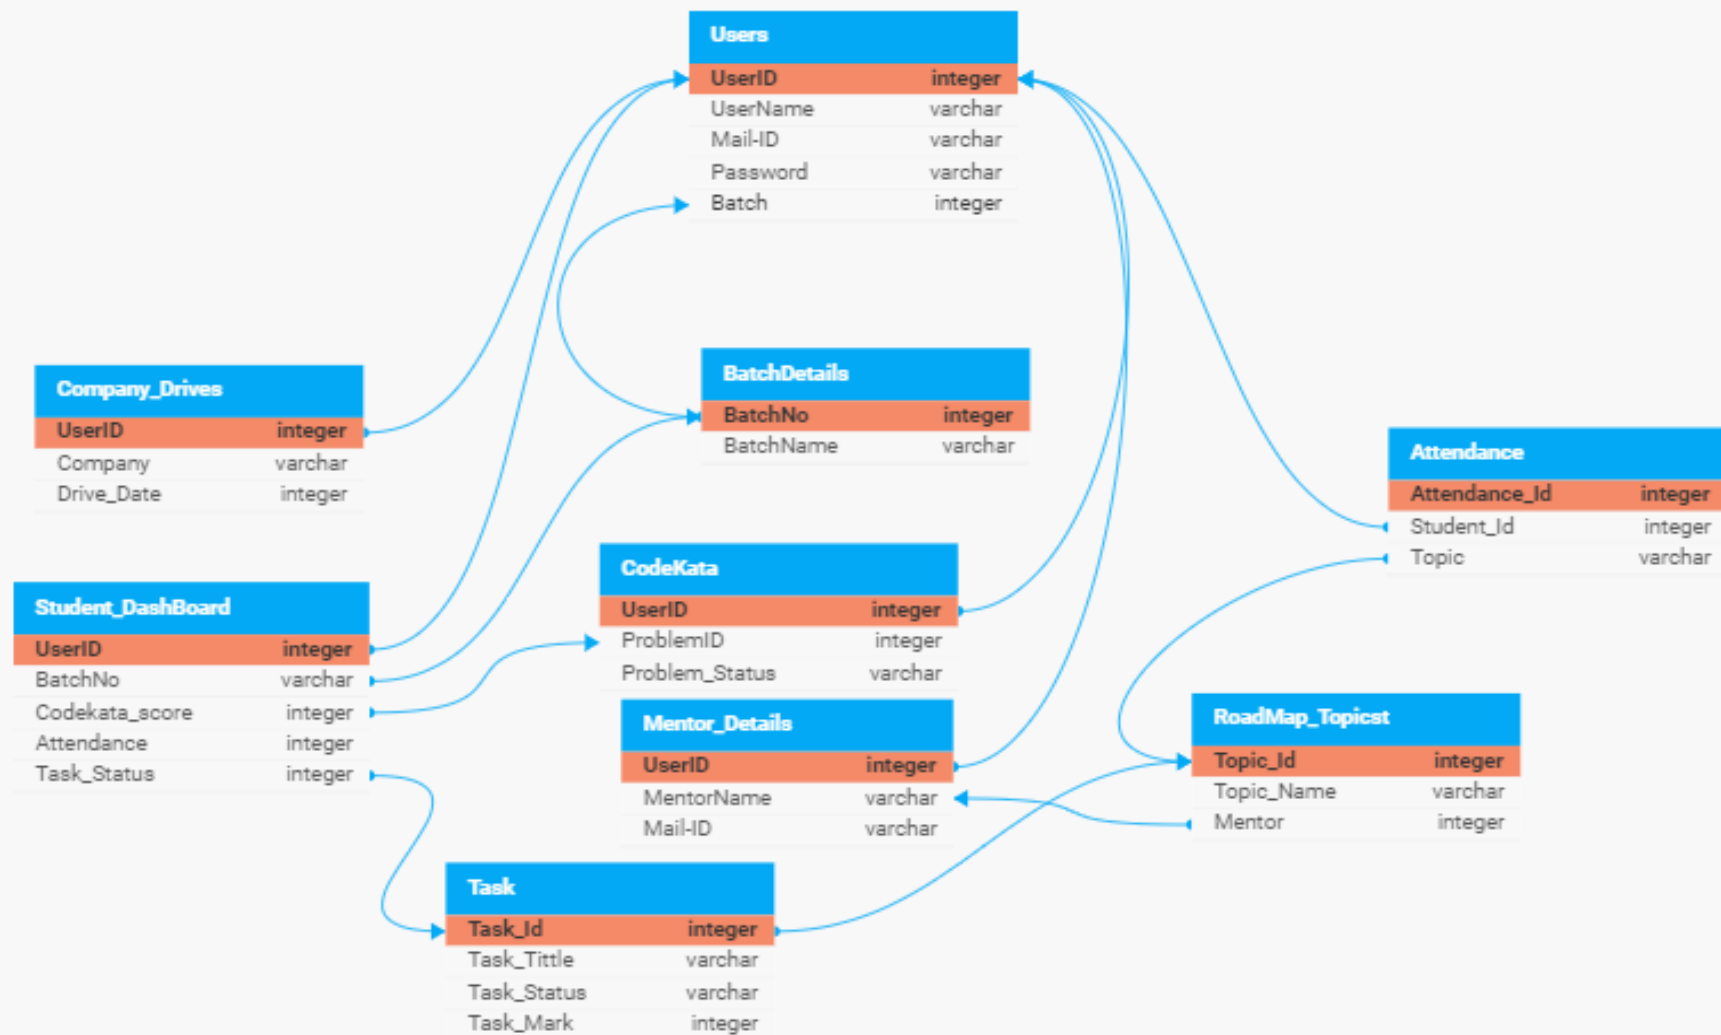 Users
UserID integer
UserName varchar
Mail-ID varchar
Password varchar
Batch integer
Company_Drives
UserID integer
Company varchar
Drive_Date integer
BatchDetails
BatchNo integer
BatchName varchar
Attendance
Attendance_Id integer
Student_Id integer
Topic varchar
Student_DashBoard
UserID integer
BatchNo varchar
Codekata_score integer
Attendance integer
Task_Status integer
CodeKata
UserID integer
ProblemID integer
Problem_Status varchar
Mentor_Details
UserID integer
MentorName varchar
Mail-ID varchar
RoadMap_Topicst
Topic_Id integer
Topic_Name varchar
Mentor integer
Task
Task_Id integer
Task_Tittle varchar
Task_Status varchar
Task_Mark integer